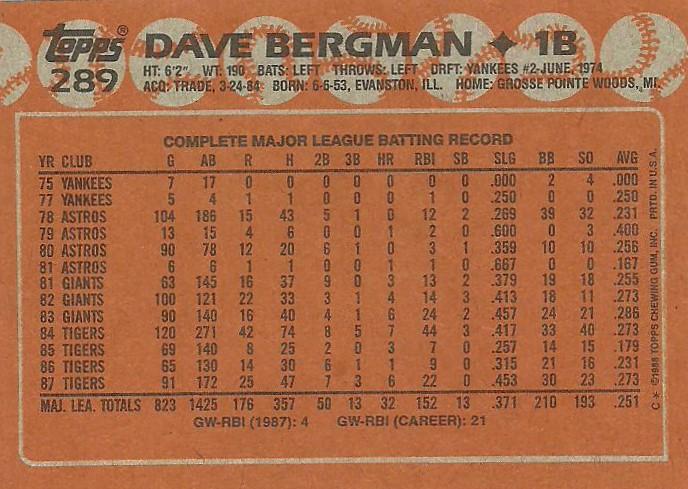 topps® DAVE BERGMAN ✦ 1B
289 HT: 6'2" WT: 190 BATS: LEFT THROWS: LEFT DRFT: YANKEES #2-JUNE, 1974
ACQ: TRADE, 3-24-84 BORN: 6-6-53, EVANSTON, ILL. HOME: GROSSE POINTE WOODS, MI.
COMPLETE MAJOR LEAGUE BATTING RECORD
YR CLUB G AB R H 2B 3B HR RBI SB SLG BB SO AVG
75 YANKEES 7 17 0 0 0 0 0 0 0 .000 2 4 .000
77 YANKEES 5 4 1 1 0 0 0 1 0 .250 0 0 .250
78 ASTROS 104 186 15 43 5 1 0 12 2 .269 39 32 .231
79 ASTROS 13 15 4 6 0 0 1 2 0 .600 0 3 .400
80 ASTROS 90 78 12 20 6 1 0 3 1 .359 10 10 .256
81 ASTROS 6 6 1 1 0 0 1 1 0 .667 0 0 .167
81 GIANTS 63 145 16 37 9 0 3 13 2 .379 19 18 .255
82 GIANTS 100 121 22 33 3 1 4 14 3 .413 18 11 .273
83 GIANTS 90 140 16 40 4 1 6 24 2 .457 24 21 .286
84 TIGERS 120 271 42 74 8 5 7 44 3 .417 33 40 .273
85 TIGERS 69 140 8 25 2 0 3 7 0 .257 14 15 .179
86 TIGERS 65 130 14 30 6 1 1 9 0 .315 21 16 .231
87 TIGERS 91 172 25 47 7 3 6 22 0 .453 30 23 .273
MAJ. LEA. TOTALS 823 1425 176 357 50 13 32 152 13 .371 210 193 .251
GW-RBI (1987): 4 GW-RBI (CAREER): 21
C * ©1988 TOPPS CHEWING GUM, INC. PRTD. IN U.S.A.